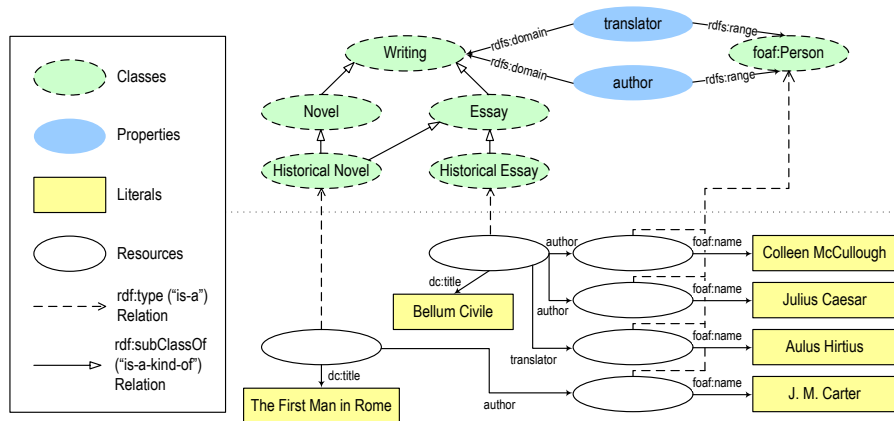 Classes
Properties
Literals
Resources
rdf:type ("is-a")
Relation
rdf:subClassOf
("is-a-kind-of")
Relation
Writing
translator
foaf:Person
rdfs:domain
rdfs:range
rdfs:domain
rdfs:range
author
Novel
Essay
Historical Novel
Historical Essay
author
foaf:name
Colleen McCullough
dc:title
Bellum Civile
author
foaf:name
Julius Caesar
translator
foaf:name
Aulus Hirtius
dc:title
The First Man in Rome
author
foaf:name
J. M. Carter